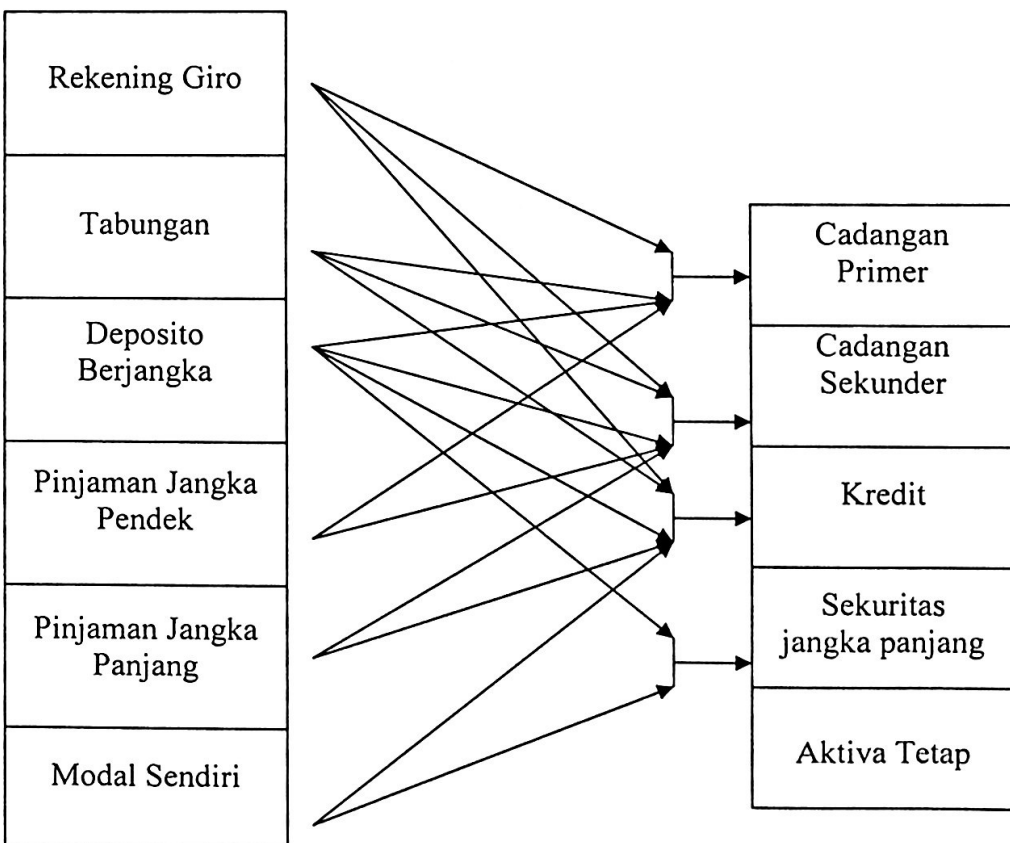 Rekening Giro
Tabungan
Deposito
Berjangka
Pinjaman Jangka
Pendek
Pinjaman Jangka
Panjang
Modal Sendiri
Cadangan
Primer
Cadangan
Sekunder
Kredit
Sekuritas
jangka panjang
Aktiva Tetap